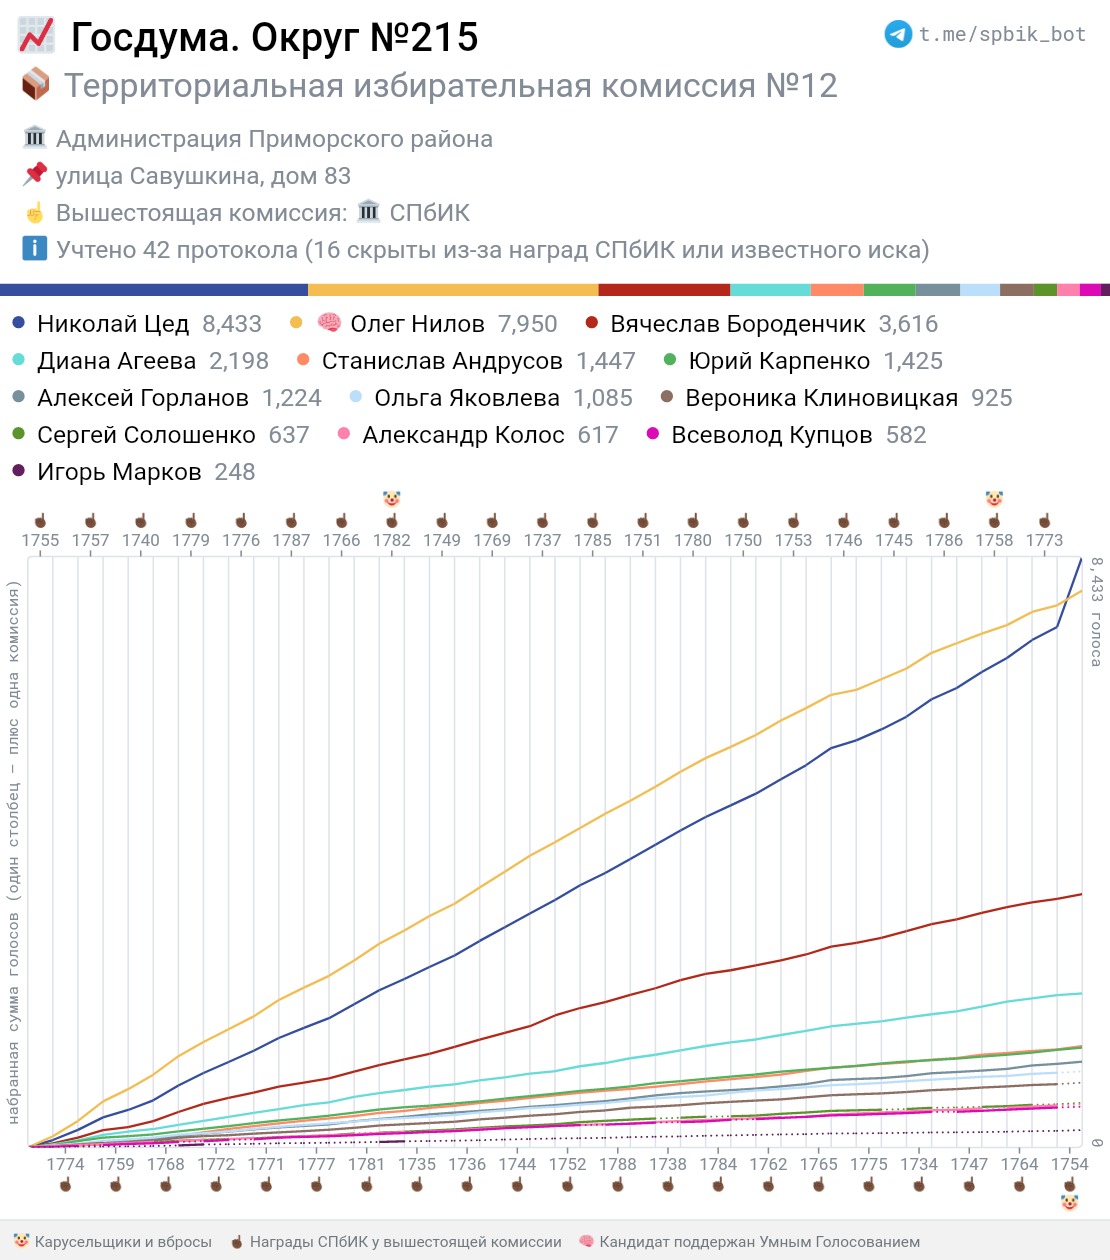 Госдума. Округ №215
t.me/spbik_bot
Территориальная избирательная комиссия №12
Администрация Приморского района
улица Савушкина, дом 83
Вышестоящая комиссия: СПбИК
Учтено 42 протокола (16 скрыты из-за наград СПбИК или известного иска)
Николай Цед 8,433 Олег Нилов 7,950 Вячеслав Бороденчик 3,616
Диана Агеева 2,198 Станислав Андрусов 1,447 Юрий Карпенко 1,425
Алексей Горланов 1,224 Ольга Яковлева 1,085 Вероника Клиновицкая 925
Сергей Солошенко 637 Александр Колос 617 Всеволод Купцов 582
Игорь Марков 248
1755 1757 1740 1779 1776 1787 1766 1782 1749 1769 1737 1785 1751 1780 1750 1753 1746 1745 1786 1758 1773
набранная сумма голосов (один столбец – плюс одна комиссия)
8,433 голоса
0
1774 1759 1768 1772 1771 1777 1781 1735 1736 1744 1752 1788 1738 1784 1762 1765 1775 1734 1747 1764 1754
Карусельщики и вбросы Награды СПбИК у вышестоящей комиссии Кандидат поддержан Умным Голосованием